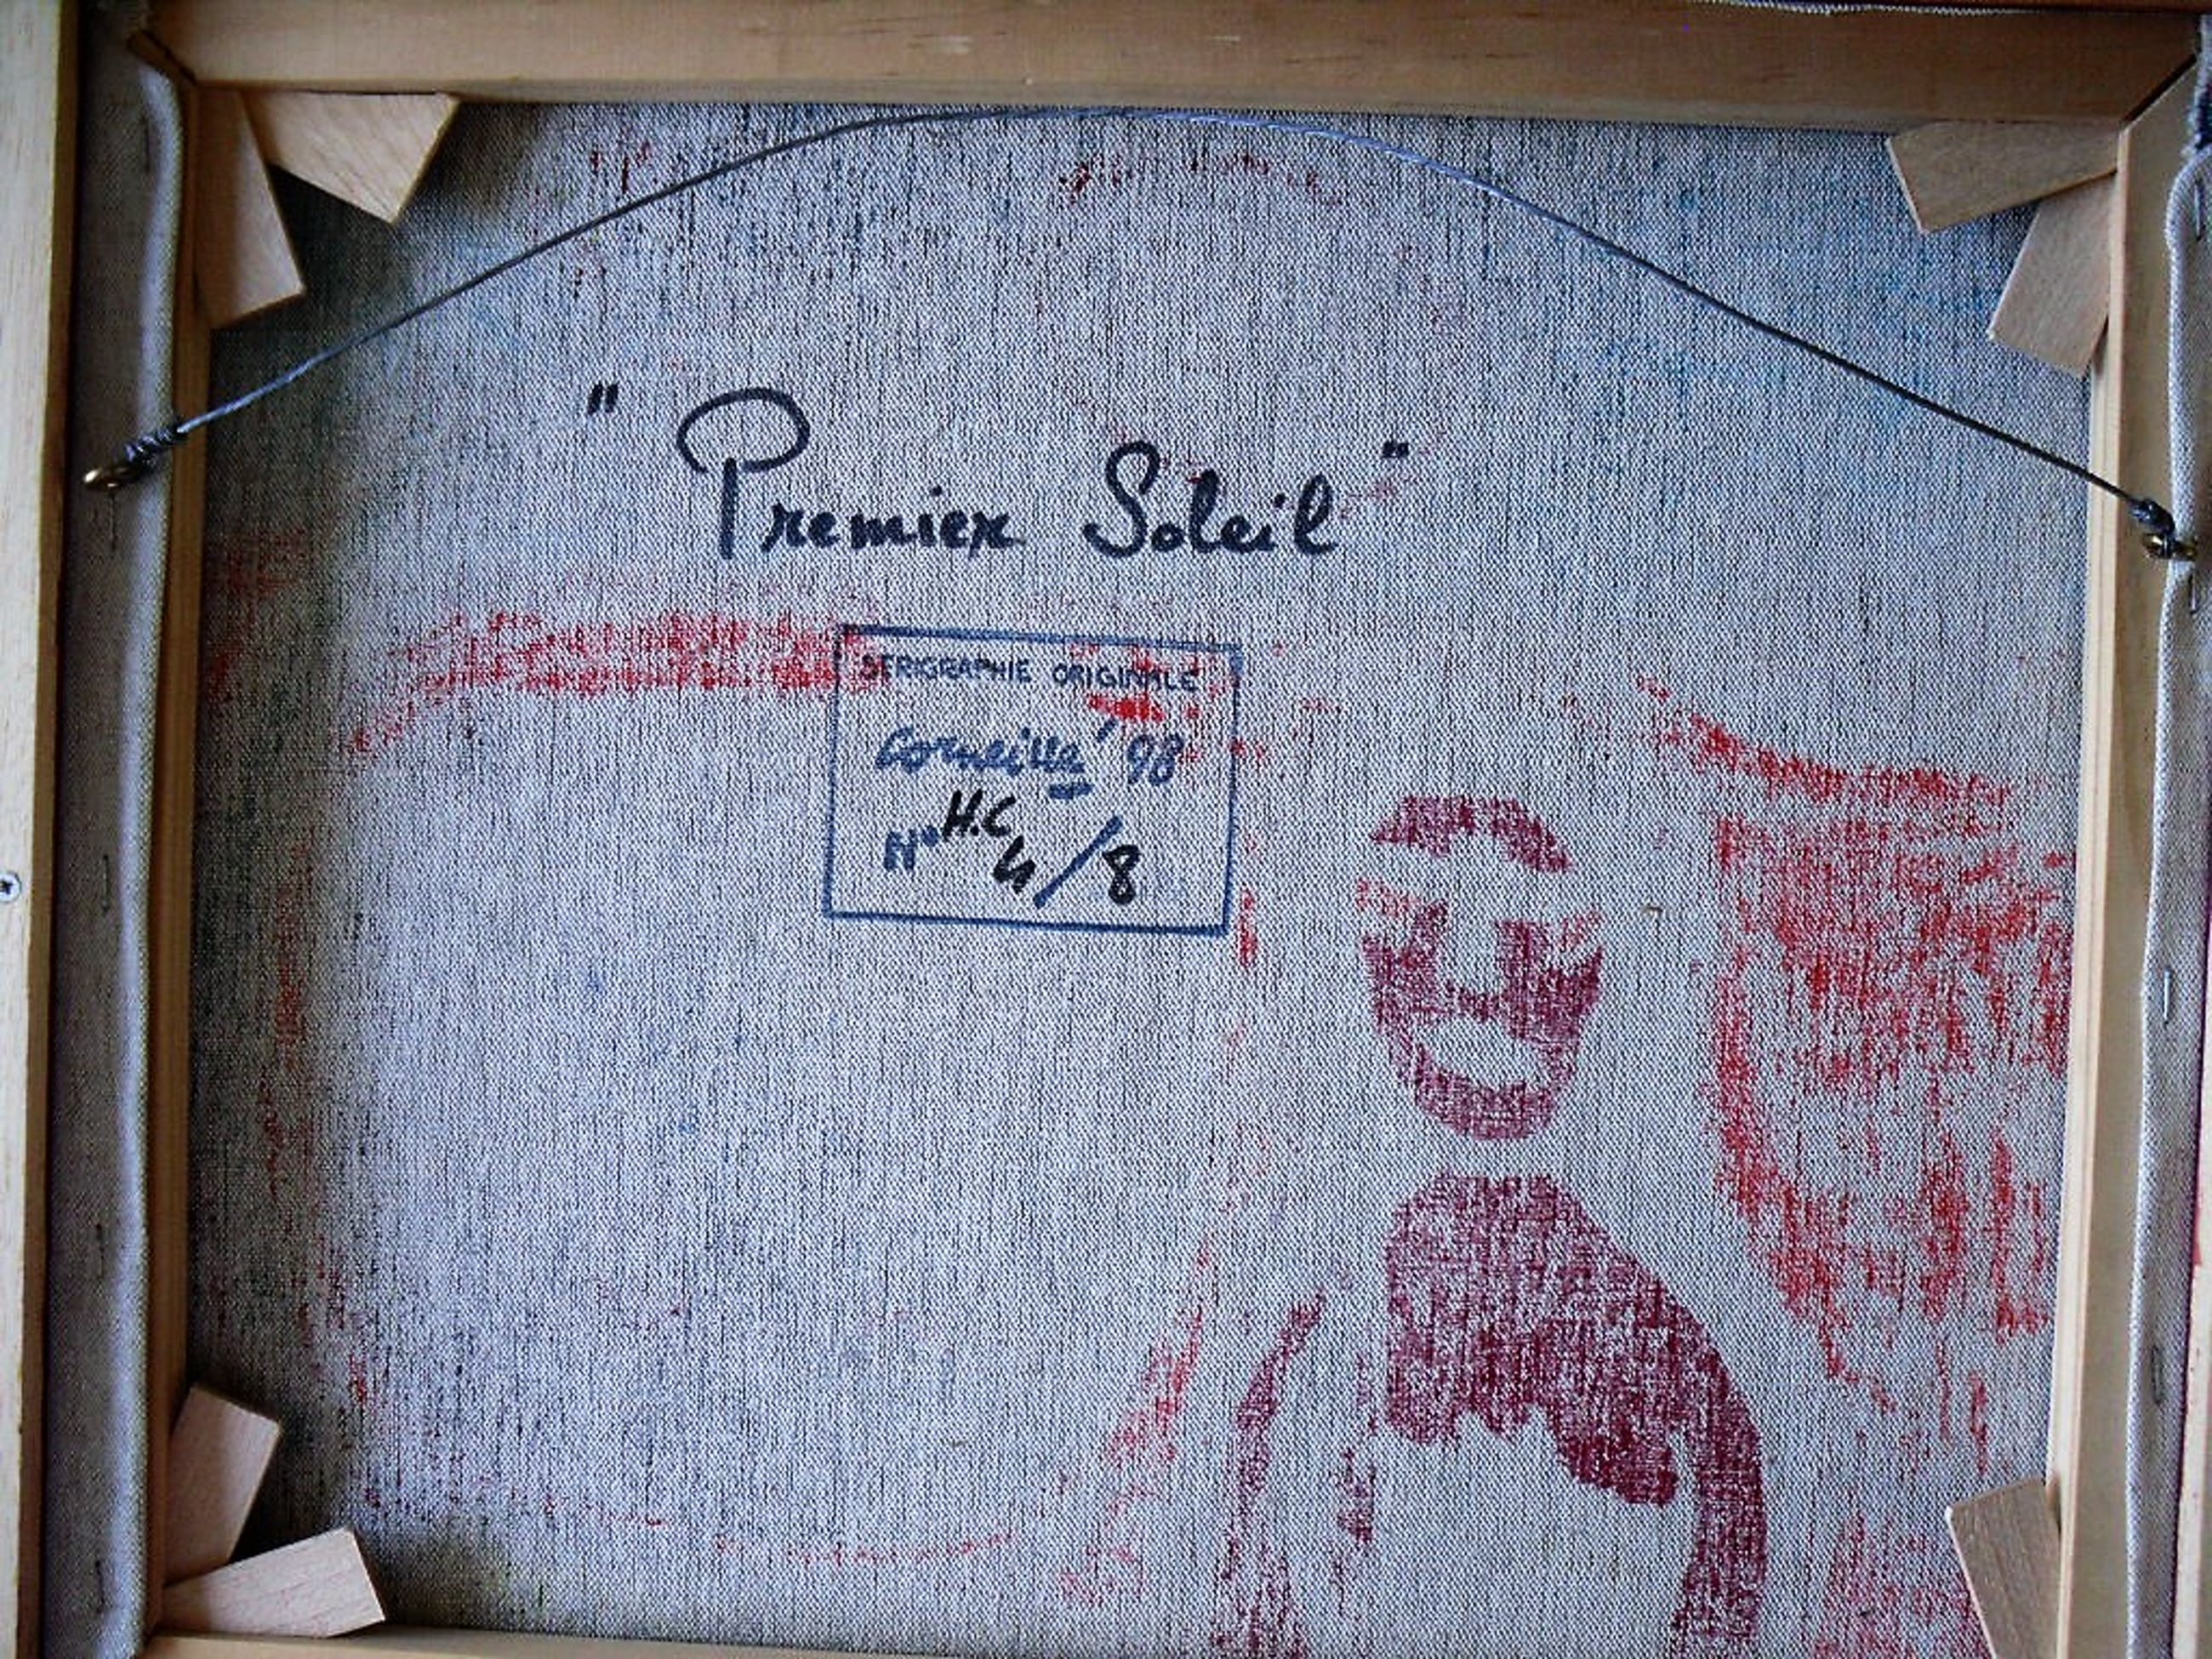 " Premier Soleil "
SERIGRAPHIE ORIGINALE
Corneille '98
N° H.C. 4/8